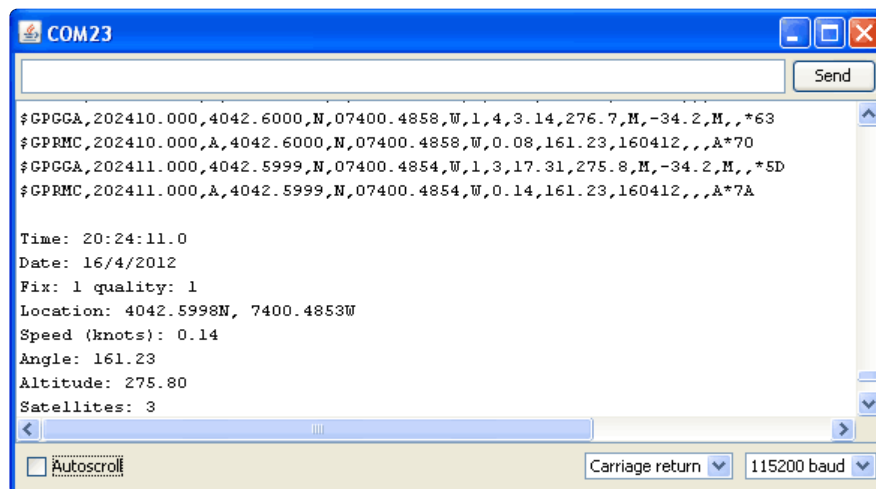 COM23
Send
$GPGGA,202410.000,4042.6000,N,07400.4858,W,1,4,3.14,276.7,M,-34.2,M,,*63
$GPRMC,202410.000,A,4042.6000,N,07400.4858,W,0.08,161.23,160412,,,A*70
$GPGGA,202411.000,4042.5999,N,07400.4854,W,1,3,17.31,275.8,M,-34.2,M,,*5D
$GPRMC,202411.000,A,4042.5999,N,07400.4854,W,0.14,161.23,160412,,,A*7A
Time: 20:24:11.0
Date: 16/4/2012
Fix: 1 quality: 1
Location: 4042.5998N, 7400.4853W
Speed (knots): 0.14
Angle: 161.23
Altitude: 275.80
Satellites: 3
Autoscroll
Carriage return
115200 baud